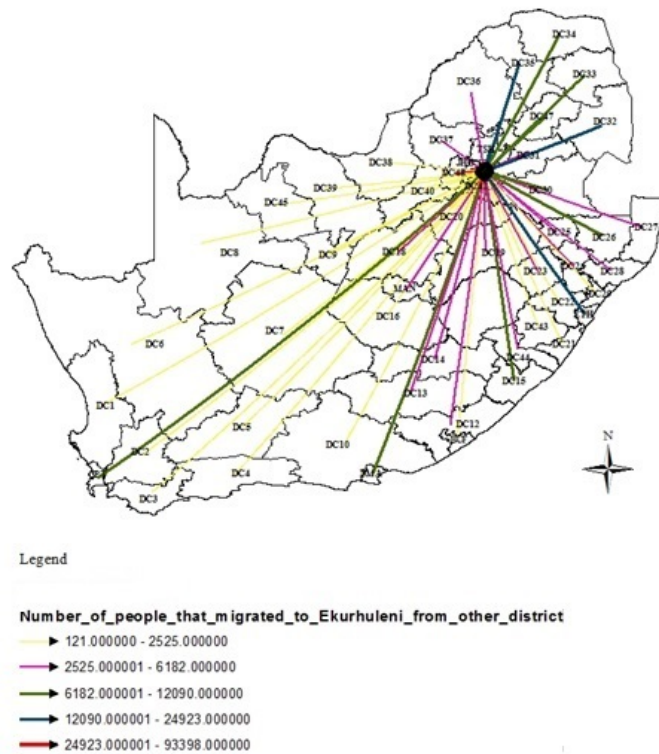 DC34
DC35
DC33
DC36
DC47
DC32
DC37
DC31
DC38
DC48
DC39
DC40
DC30
DC45
DC20
DC27
DC25
DC26
DC8
DC9
DC18
DC19
DC23
DC28
MAN
DC22
DC7
DC16
DC43
DC21
DC6
DC14
DC44
DC15
DC13
DC1
DC5
DC12
DC2
DC10
DC4
DC3
N
Legend
Number_of_people_that_migrated_to_Ekurhuleni_from_other_district
121.000000 - 2525.000000
2525.000001 - 6182.000000
6182.000001 - 12090.000000
12090.000001 - 24923.000000
24923.000001 - 93398.000000